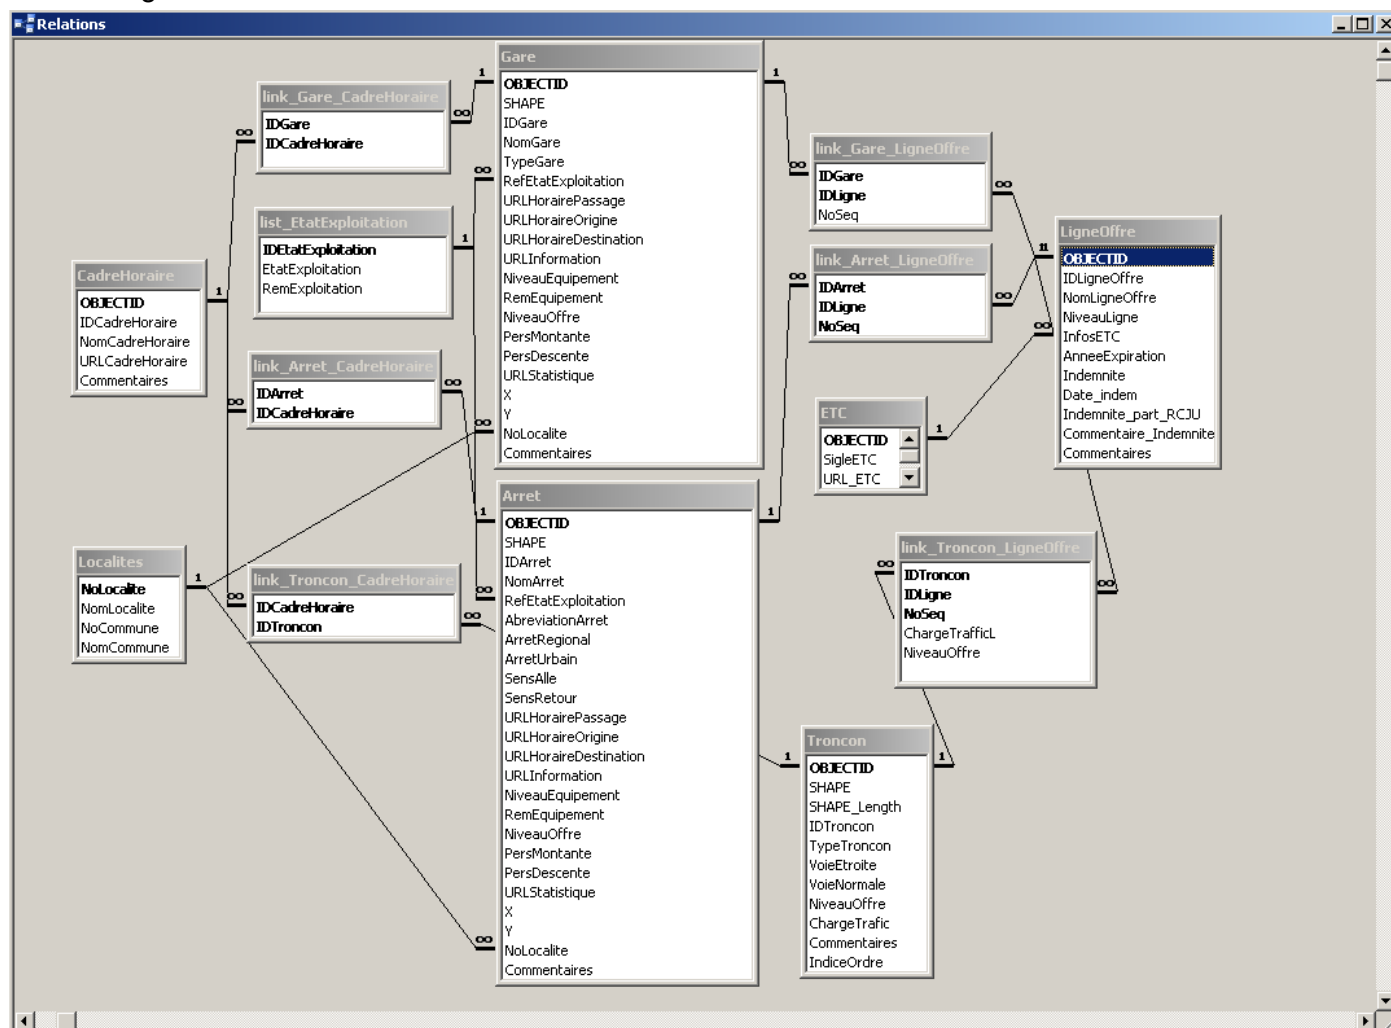 Relations
Gare
OBJECTID
SHAPE
IDGare
NomGare
TypeGare
RefEtatExploitation
URLHorairePassage
URLHoraireOrigine
URLHoraireDestination
URLInformation
NiveauEquipement
RemEquipement
NiveauOffre
PersMontante
PersDescente
URLStatistique
X
Y
NoLocalite
Commentaires
link_Gare_CadreHoraire
IDGare
IDCadreHoraire
list_EtatExploitation
IDEtatExploitation
EtatExploitation
RemExploitation
CadreHoraire
OBJECTID
IDCadreHoraire
NomCadreHoraire
URLCadreHoraire
Commentaires
link_Arret_CadreHoraire
IDArret
IDCadreHoraire
link_Gare_LigneOffre
IDGare
IDLigne
NoSeq
link_Arret_LigneOffre
IDArret
IDLigne
NoSeq
LigneOffre
OBJECTID
IDLigneOffre
NomLigneOffre
NiveauLigne
InfosETC
AnneeExpiration
Indemnite
Date_indem
Indemnite_part_RCJU
Commentaire_Indemnite
Commentaires
ETC
OBJECTID
SigleETC
URL_ETC
Arret
OBJECTID
SHAPE
IDArret
NomArret
RefEtatExploitation
AbreviationArret
ArretRegional
ArretUrbain
SensAlle
SensRetour
URLHorairePassage
URLHoraireOrigine
URLHoraireDestination
URLInformation
NiveauEquipement
RemEquipement
NiveauOffre
PersMontante
PersDescente
URLStatistique
X
Y
NoLocalite
Commentaires
Localites
NoLocalite
NomLocalite
NoCommune
NomCommune
link_Troncon_CadreHoraire
IDCadreHoraire
IDTroncon
link_Troncon_LigneOffre
IDTroncon
IDLigne
NoSeq
ChargeTrafficL
NiveauOffre
Troncon
OBJECTID
SHAPE
SHAPE_Length
IDTroncon
TypeTroncon
VoieEtroite
VoieNormale
NiveauOffre
ChargeTrafic
Commentaires
IndiceOrdre